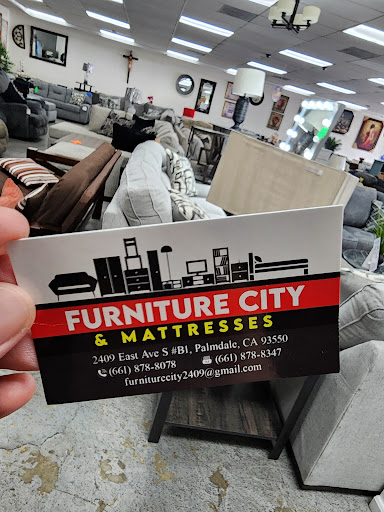 FURNITURE CITY
& MATTRESSES
2409 East Ave S #B1, Palmdale, CA 93550
(661) 878-8078 (661) 878-8347
furniturecity2409@gmail.com